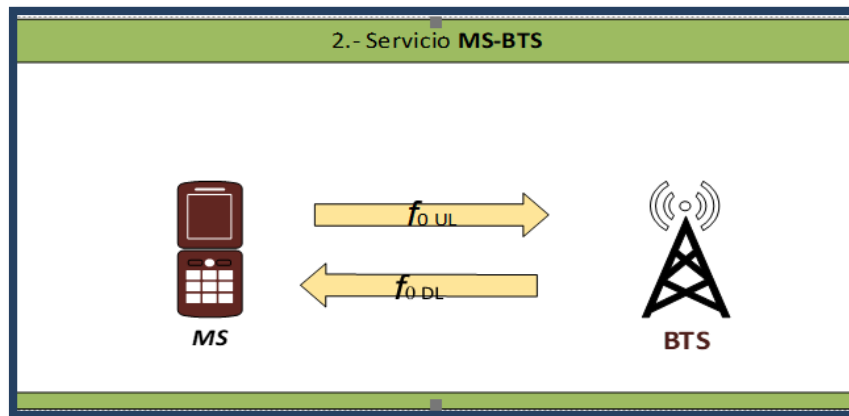 2.- Servicio MS-BTS
f0 UL
f0 DL
MS
BTS